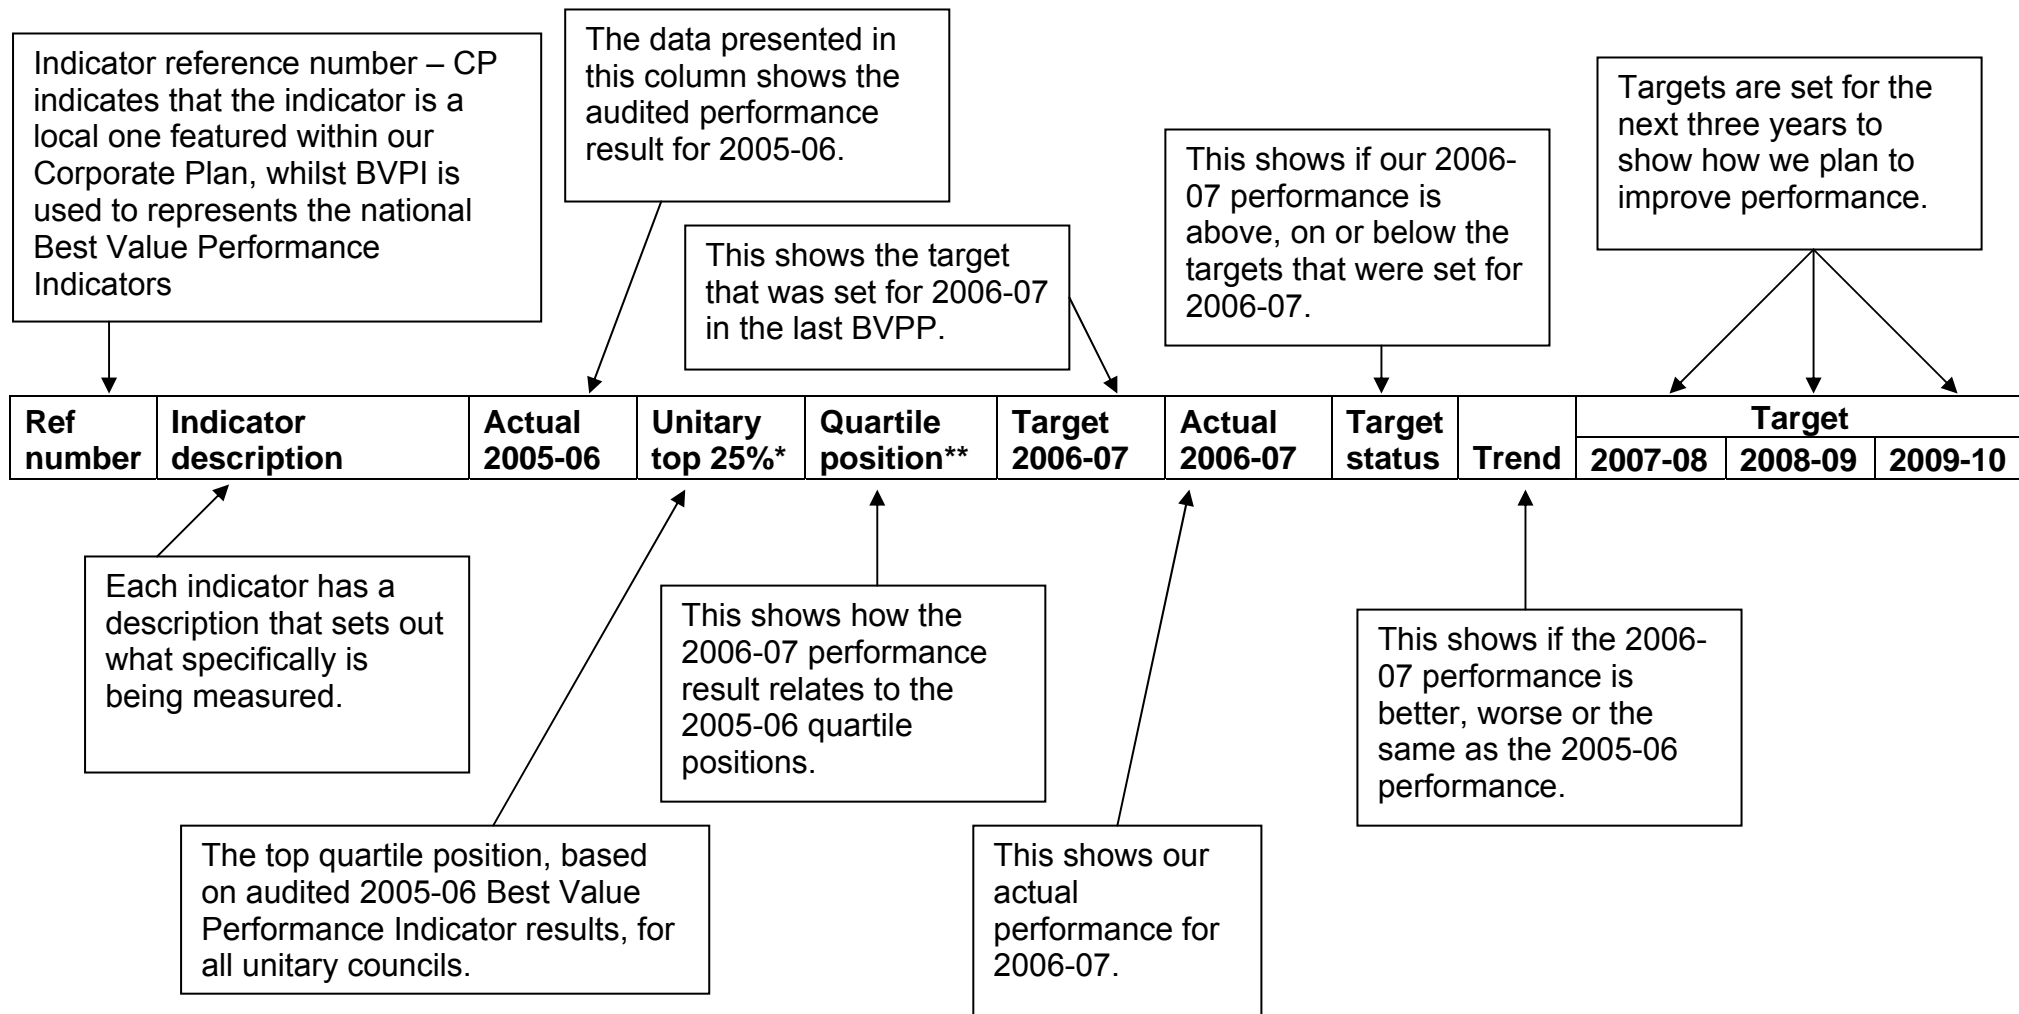 Indicator reference number – CP
indicates that the indicator is a
local one featured within our
Corporate Plan, whilst BVPI is
used to represents the national
Best Value Performance
Indicators
The data presented in
this column shows the
audited performance
result for 2005-06.
This shows the target
that was set for 2006-07
in the last BVPP.
This shows if our 2006-
07 performance is
above, on or below the
targets that were set for
2006-07.
Targets are set for the
next three years to
show how we plan to
improve performance.
Ref number
Indicator description
Actual 2005-06
Unitary top 25%*
Quartile position**
Target 2006-07
Actual 2006-07
Target status
Trend
Target
2007-08
2008-09
2009-10
Each indicator has a
description that sets out
what specifically is
being measured.
The top quartile position, based
on audited 2005-06 Best Value
Performance Indicator results, for
all unitary councils.
This shows how the
2006-07 performance
result relates to the
2005-06 quartile
positions.
This shows our
actual
performance for
2006-07.
This shows if the 2006-
07 performance is
better, worse or the
same as the 2005-06
performance.